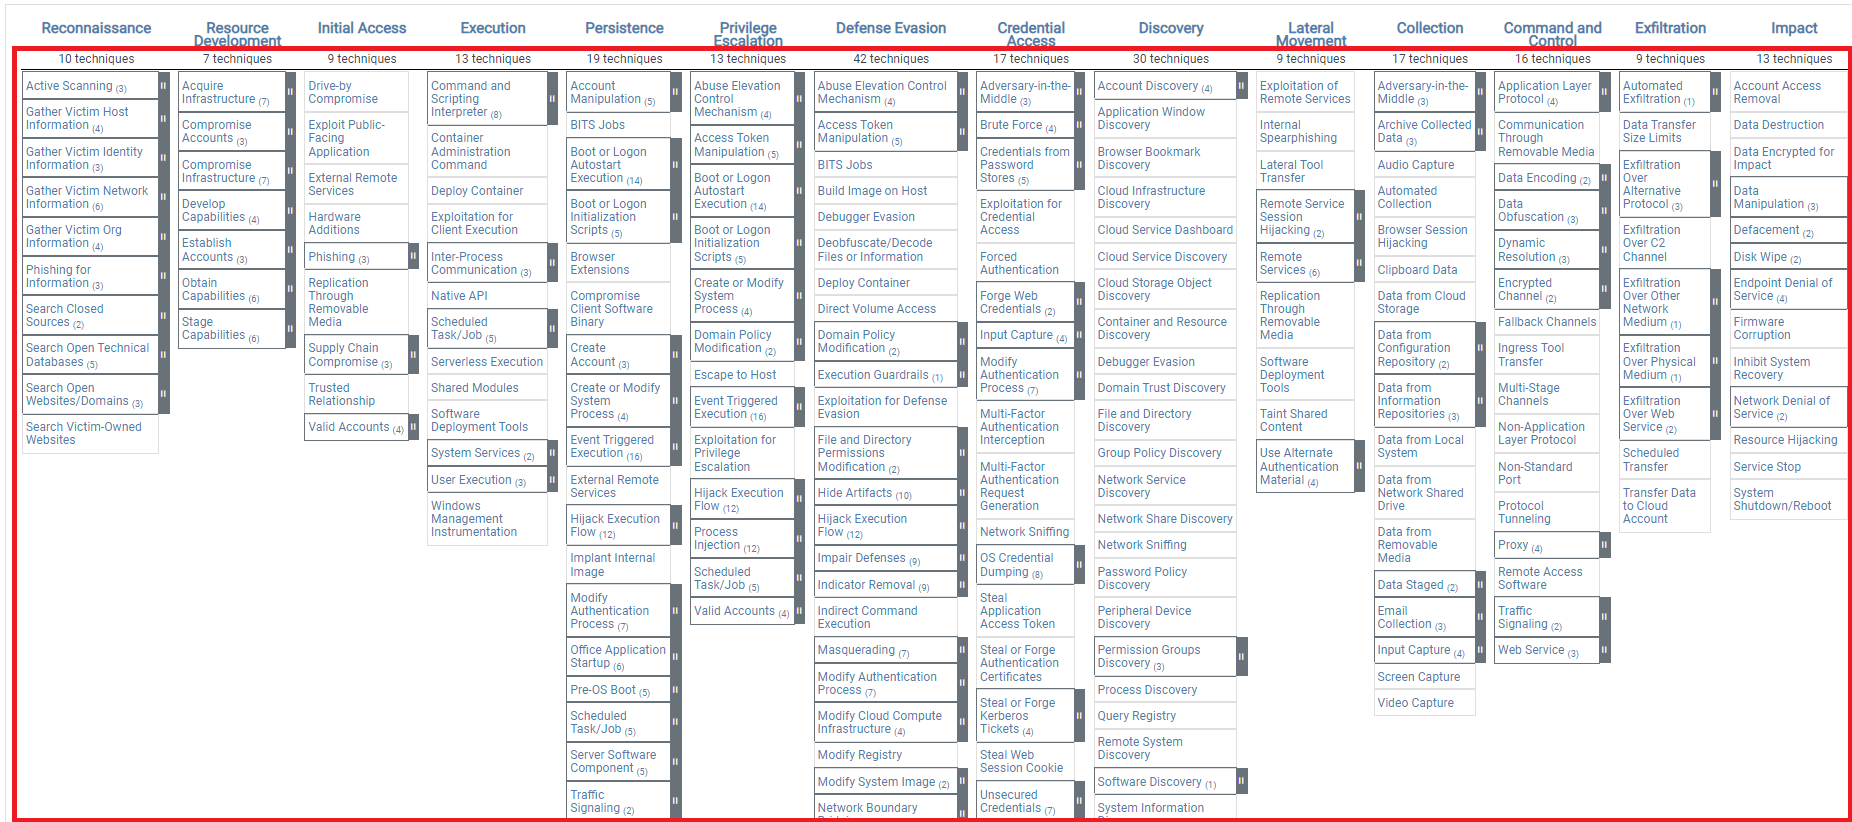 Reconnaissance
10 techniques
Active Scanning (3)
Gather Victim Host
Information (4)
Gather Victim Identity
Information (3)
Gather Victim Network
Information (6)
Gather Victim Org
Information (4)
Phishing for
Information (3)
Search Closed
Sources (2)
Search Open Technical
Databases (5)
Search Open
Websites/Domains (3)
Search Victim-Owned
Websites
Resource
Development
7 techniques
Acquire
Infrastructure (7)
Compromise
Accounts (3)
Compromise
Infrastructure (7)
Develop
Capabilities (4)
Establish
Accounts (3)
Obtain
Capabilities (6)
Stage
Capabilities (6)
Initial Access
9 techniques
Drive-by
Compromise
Exploit Public-
Facing
Application
External Remote
Services
Hardware
Additions
Phishing (3)
Replication
Through
Removable
Media
Supply Chain
Compromise (3)
Trusted
Relationship
Valid Accounts (4)
Execution
13 techniques
Command and
Scripting
Interpreter (8)
Container
Administration
Command
Deploy Container
Exploitation for
Client Execution
Inter-Process
Communication (3)
Native API
Scheduled
Task/Job (5)
Serverless Execution
Shared Modules
Software
Deployment Tools
System Services (2)
User Execution (3)
Windows
Management
Instrumentation
Persistence
19 techniques
Account
Manipulation (5)
BITS Jobs
Boot or Logon
Autostart
Execution (14)
Boot or Logon
Initialization
Scripts (5)
Browser
Extensions
Compromise
Client Software
Binary
Create
Account (3)
Create or Modify
System
Process (4)
Event Triggered
Execution (16)
External Remote
Services
Hijack Execution
Flow (12)
Implant Internal
Image
Modify
Authentication
Process (7)
Office Application
Startup (6)
Pre-OS Boot (5)
Scheduled
Task/Job (5)
Server Software
Component (5)
Traffic
Signaling (2)
Privilege
Escalation
13 techniques
Abuse Elevation
Control
Mechanism (4)
Access Token
Manipulation (5)
Boot or Logon
Autostart
Execution (14)
Boot or Logon
Initialization
Scripts (5)
Create or Modify
System
Process (4)
Domain Policy
Modification (2)
Escape to Host
Event Triggered
Execution (16)
Exploitation for
Privilege
Escalation
Hijack Execution
Flow (12)
Process
Injection (12)
Scheduled
Task/Job (5)
Valid Accounts (4)
Defense Evasion
42 techniques
Abuse Elevation Control
Mechanism (4)
Access Token
Manipulation (5)
BITS Jobs
Build Image on Host
Debugger Evasion
Deobfuscate/Decode
Files or Information
Deploy Container
Direct Volume Access
Domain Policy
Modification (2)
Execution Guardrails (1)
Exploitation for Defense
Evasion
File and Directory
Permissions
Modification (2)
Hide Artifacts (10)
Hijack Execution
Flow (12)
Impair Defenses (9)
Indicator Removal (9)
Indirect Command
Execution
Masquerading (7)
Modify Authentication
Process (7)
Modify Cloud Compute
Infrastructure (4)
Modify Registry
Modify System Image (2)
Network Boundary
Credential
Access
17 techniques
Adversary-in-the-
Middle (3)
Brute Force (4)
Credentials from
Password
Stores (5)
Exploitation for
Credential
Access
Forced
Authentication
Forge Web
Credentials (2)
Input Capture (4)
Modify
Authentication
Process (7)
Multi-Factor
Authentication
Interception
Multi-Factor
Authentication
Request
Generation
Network Sniffing
OS Credential
Dumping (8)
Steal
Application
Access Token
Steal or Forge
Authentication
Certificates
Steal or Forge
Kerberos
Tickets (4)
Steal Web
Session Cookie
Unsecured
Credentials (7)
Discovery
30 techniques
Account Discovery (4)
Application Window
Discovery
Browser Bookmark
Discovery
Cloud Infrastructure
Discovery
Cloud Service Dashboard
Cloud Service Discovery
Cloud Storage Object
Discovery
Container and Resource
Discovery
Debugger Evasion
Domain Trust Discovery
File and Directory
Discovery
Group Policy Discovery
Network Service
Discovery
Network Share Discovery
Network Sniffing
Password Policy
Discovery
Peripheral Device
Discovery
Permission Groups
Discovery (3)
Process Discovery
Query Registry
Remote System
Discovery
Software Discovery (1)
System Information
Lateral
Movement
9 techniques
Exploitation of
Remote Services
Internal
Spearphishing
Lateral Tool
Transfer
Remote Service
Session
Hijacking (2)
Remote
Services (6)
Replication
Through
Removable
Media
Software
Deployment
Tools
Taint Shared
Content
Use Alternate
Authentication
Material (4)
Collection
17 techniques
Adversary-in-the-
Middle (3)
Archive Collected
Data (3)
Audio Capture
Automated
Collection
Browser Session
Hijacking
Clipboard Data
Data from Cloud
Storage
Data from
Configuration
Repository (2)
Data from
Information
Repositories (3)
Data from Local
System
Data from
Network Shared
Drive
Data from
Removable
Media
Data Staged (2)
Email
Collection (3)
Input Capture (4)
Screen Capture
Video Capture
Command and
Control
16 techniques
Application Layer
Protocol (4)
Communication
Through
Removable Media
Data Encoding (2)
Data
Obfuscation (3)
Dynamic
Resolution (3)
Encrypted
Channel (2)
Fallback Channels
Ingress Tool
Transfer
Multi-Stage
Channels
Non-Application
Layer Protocol
Non-Standard
Port
Protocol
Tunneling
Proxy (4)
Remote Access
Software
Traffic
Signaling (2)
Web Service (3)
Exfiltration
9 techniques
Automated
Exfiltration (1)
Data Transfer
Size Limits
Exfiltration
Over
Alternative
Protocol (3)
Exfiltration
Over C2
Channel
Exfiltration
Over Other
Network
Medium (1)
Exfiltration
Over Physical
Medium (1)
Exfiltration
Over Web
Service (2)
Scheduled
Transfer
Transfer Data
to Cloud
Account
Impact
13 techniques
Account Access
Removal
Data Destruction
Data Encrypted for
Impact
Data
Manipulation (3)
Defacement (2)
Disk Wipe (2)
Endpoint Denial of
Service (4)
Firmware
Corruption
Inhibit System
Recovery
Network Denial of
Service (2)
Resource Hijacking
Service Stop
System
Shutdown/Reboot